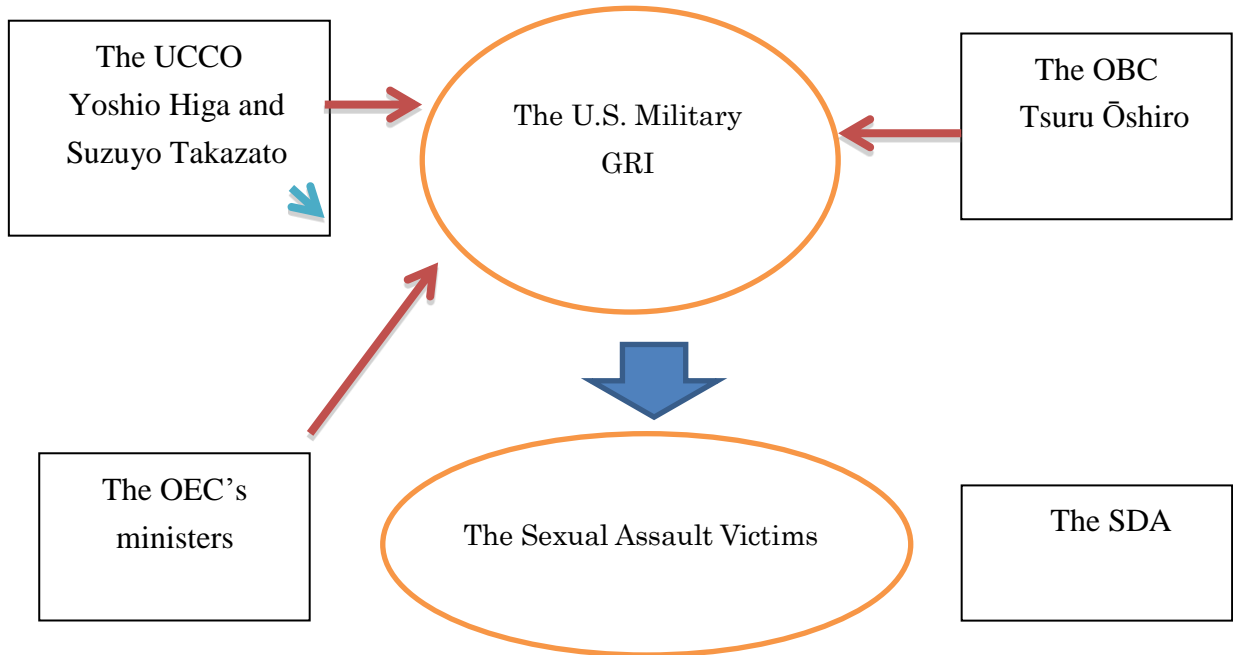 The UCCO
Yoshio Higa and
Suzuyo Takazato
The U.S. Military
GRI
The OBC
Tsuru Ōshiro
The OEC’s
ministers
The Sexual Assault Victims
The SDA